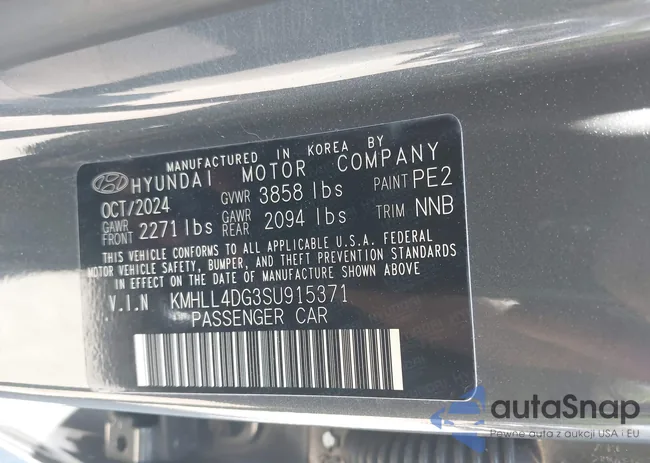 MANUFACTURED IN KOREA BY
HYUNDAI MOTOR COMPANY
OCT/2024 GVWR 3858 lbs PAINT PE2
GAWR FRONT 2271 lbs GAWR REAR 2094 lbs TRIM NNB
THIS VEHICLE CONFORMS TO ALL APPLICABLE U.S.A. FEDERAL
MOTOR VEHICLE SAFETY, BUMPER, AND THEFT PREVENTION STANDARDS
IN EFFECT ON THE DATE OF MANUFACTURE SHOWN ABOVE.
V.I.N KMHLL4DG3SU915371
PASSENGER CAR
autaSnap
Pewne auta z aukcji USA i EU